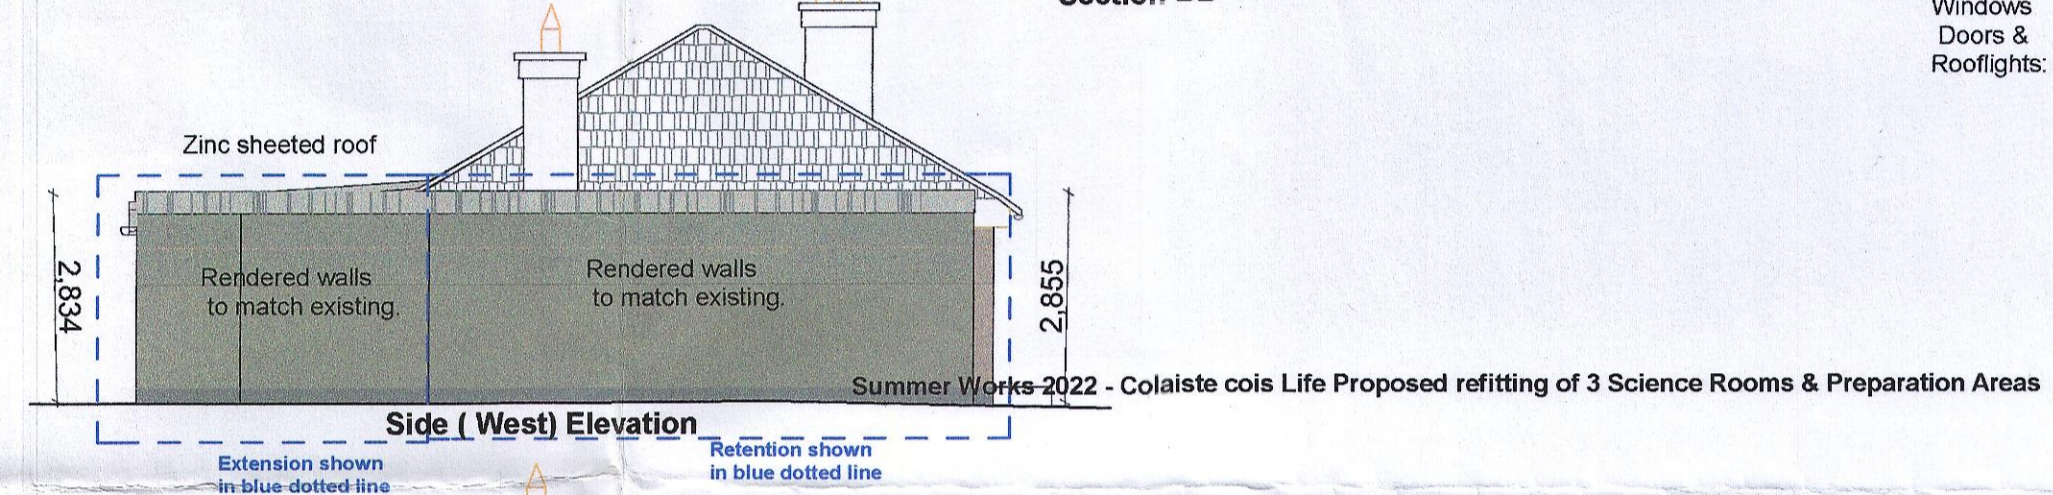 Windows
Doors &
Rooflights:
Zinc sheeted roof
2,834
Rendered walls
to match existing.
Rendered walls
to match existing.
2,855
Summer Works 2022 - Colaiste cois Life Proposed refitting of 3 Science Rooms & Preparation Areas
Side ( West) Elevation
Extension shown
in blue dotted line
Retention shown
in blue dotted line